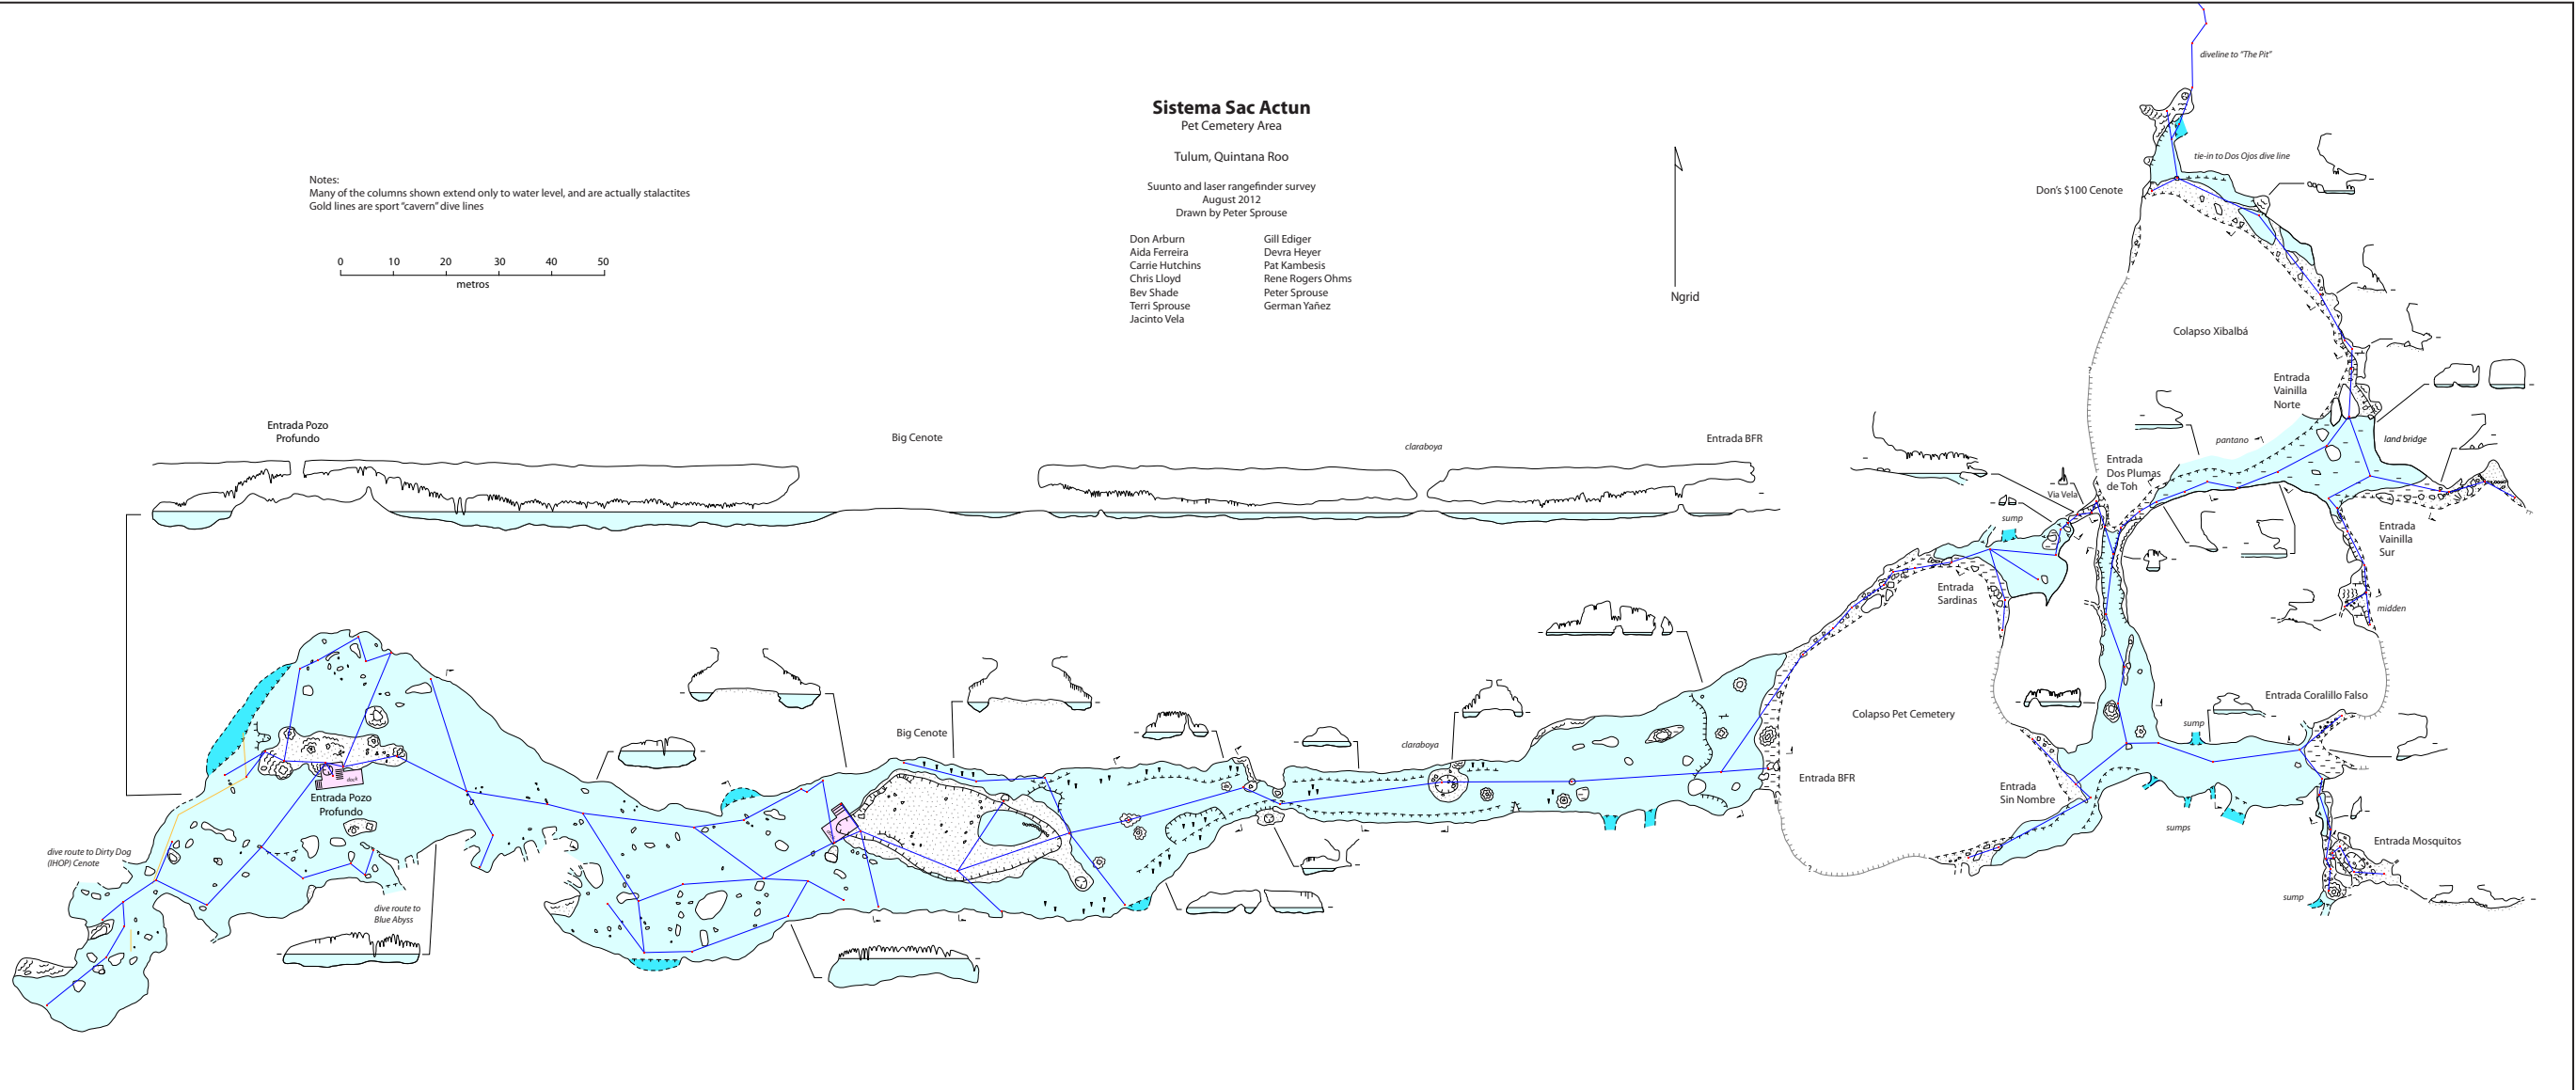 diveline to "The Pit"
Sistema Sac Actun
Pet Cemetery Area
Tulum, Quintana Roo
Suunto and laser rangefinder survey
August 2012
Drawn by Peter Sprouse
Don Arburn
Aida Ferreira
Carrie Hutchins
Chris Lloyd
Bev Shade
Terri Sprouse
Jacinto Vela
Gill Ediger
Devra Heyer
Pat Kambesis
Rene Rogers Ohms
Peter Sprouse
German Yañez
Notes:
Many of the columns shown extend only to water level, and are actually stalactites
Gold lines are sport "cavern" dive lines
0 10 20 30 40 50
metros
Ngrid
tie-in to Dos Ojos dive line
Don's $100 Cenote
Colapso Xibalbá
Entrada
Vainilla
Norte
pantano
land bridge
Entrada Pozo
Profundo
Big Cenote
claraboya
Entrada BFR
Entrada
Dos Plumas
de Toh
Via Vela
sump
Entrada
Vainilla
Sur
Entrada
Sardinas
midden
Entrada Coralillo Falso
Colapso Pet Cemetery
sump
Big Cenote
claraboya
Entrada BFR
Entrada
Sin Nombre
Entrada Pozo
Profundo
sumps
Entrada Mosquitos
dive route to Dirty Dog
(IHOP) Cenote
dive route to
Blue Abyss
sump
?
?
?
?